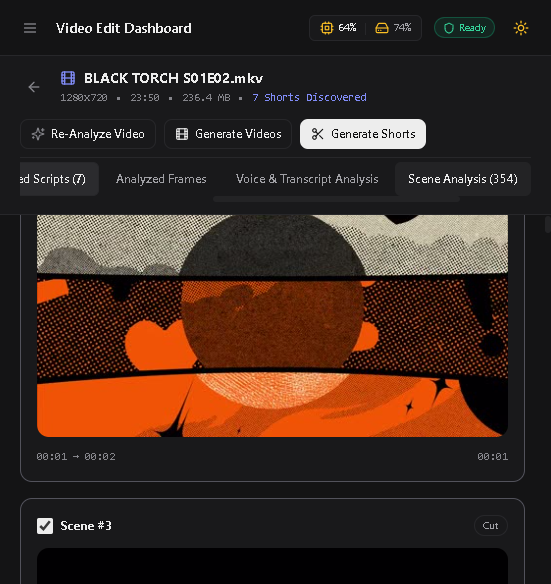 Video Edit Dashboard
64%
74%
Ready
BLACK TORCH S01E02.mkv
1280x720 • 23:50 • 236.4 MB • 7 Shorts Discovered
Re-Analyze Video
Generate Videos
Generate Shorts
ed Scripts (7)
Analyzed Frames
Voice & Transcript Analysis
Scene Analysis (354)
00:01 → 00:02
00:01
Scene #3
Cut